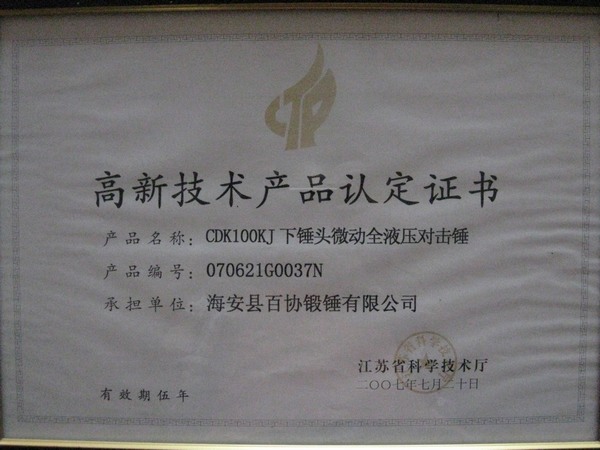 高新技术产品认定证书
产品名称：CDK100KJ下锤头微动全液压对击锤
产品编号：070621G0037N
承担单位：海安县百协锻锤有限公司
江苏省科学技术厅
二〇〇七年七月二十日
有效期伍年